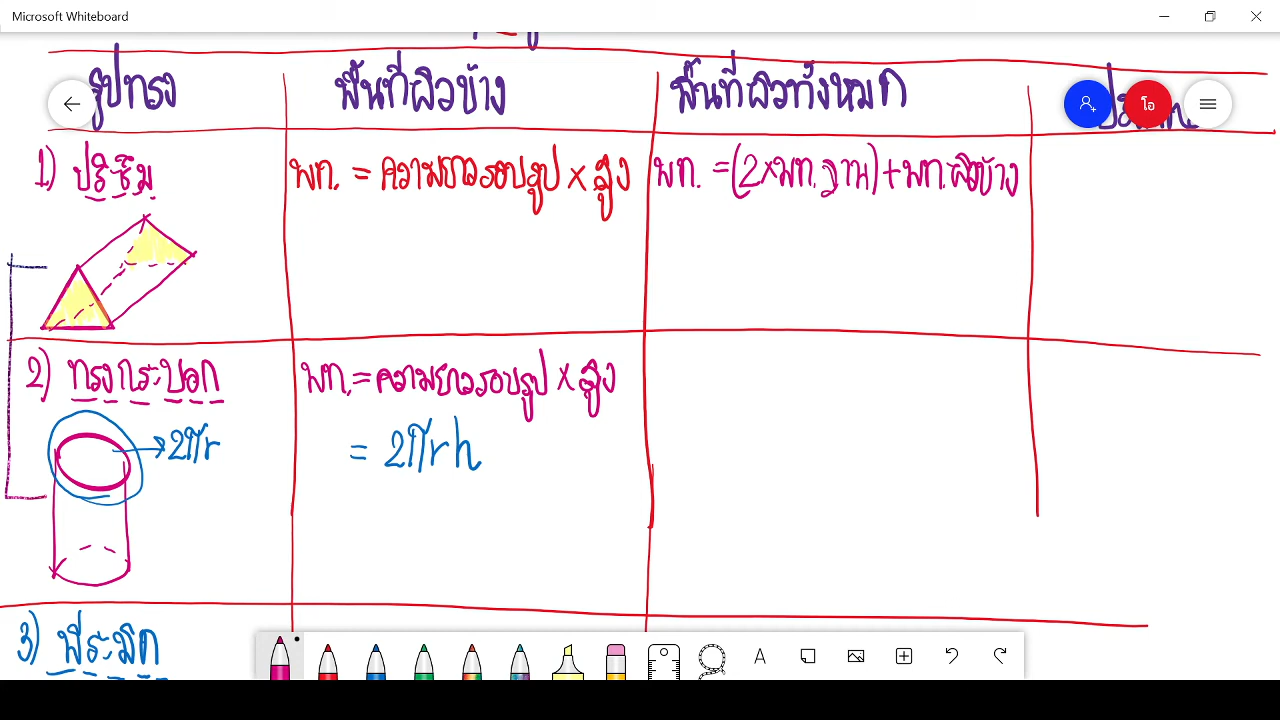 Microsoft Whiteboard
รูปทรง พื้นที่ผิวข้าง พื้นที่ผิวทั้งหมด
โอ
1) ปริซึม พท. = ความยาวรอบรูป × สูง พท. = (2×พท.ฐาน) + พท.ผิวข้าง
2) ทรงกระบอก พท. = ความยาวรอบรูป × สูง
2πr = 2πrh
3) พีระมิด
A